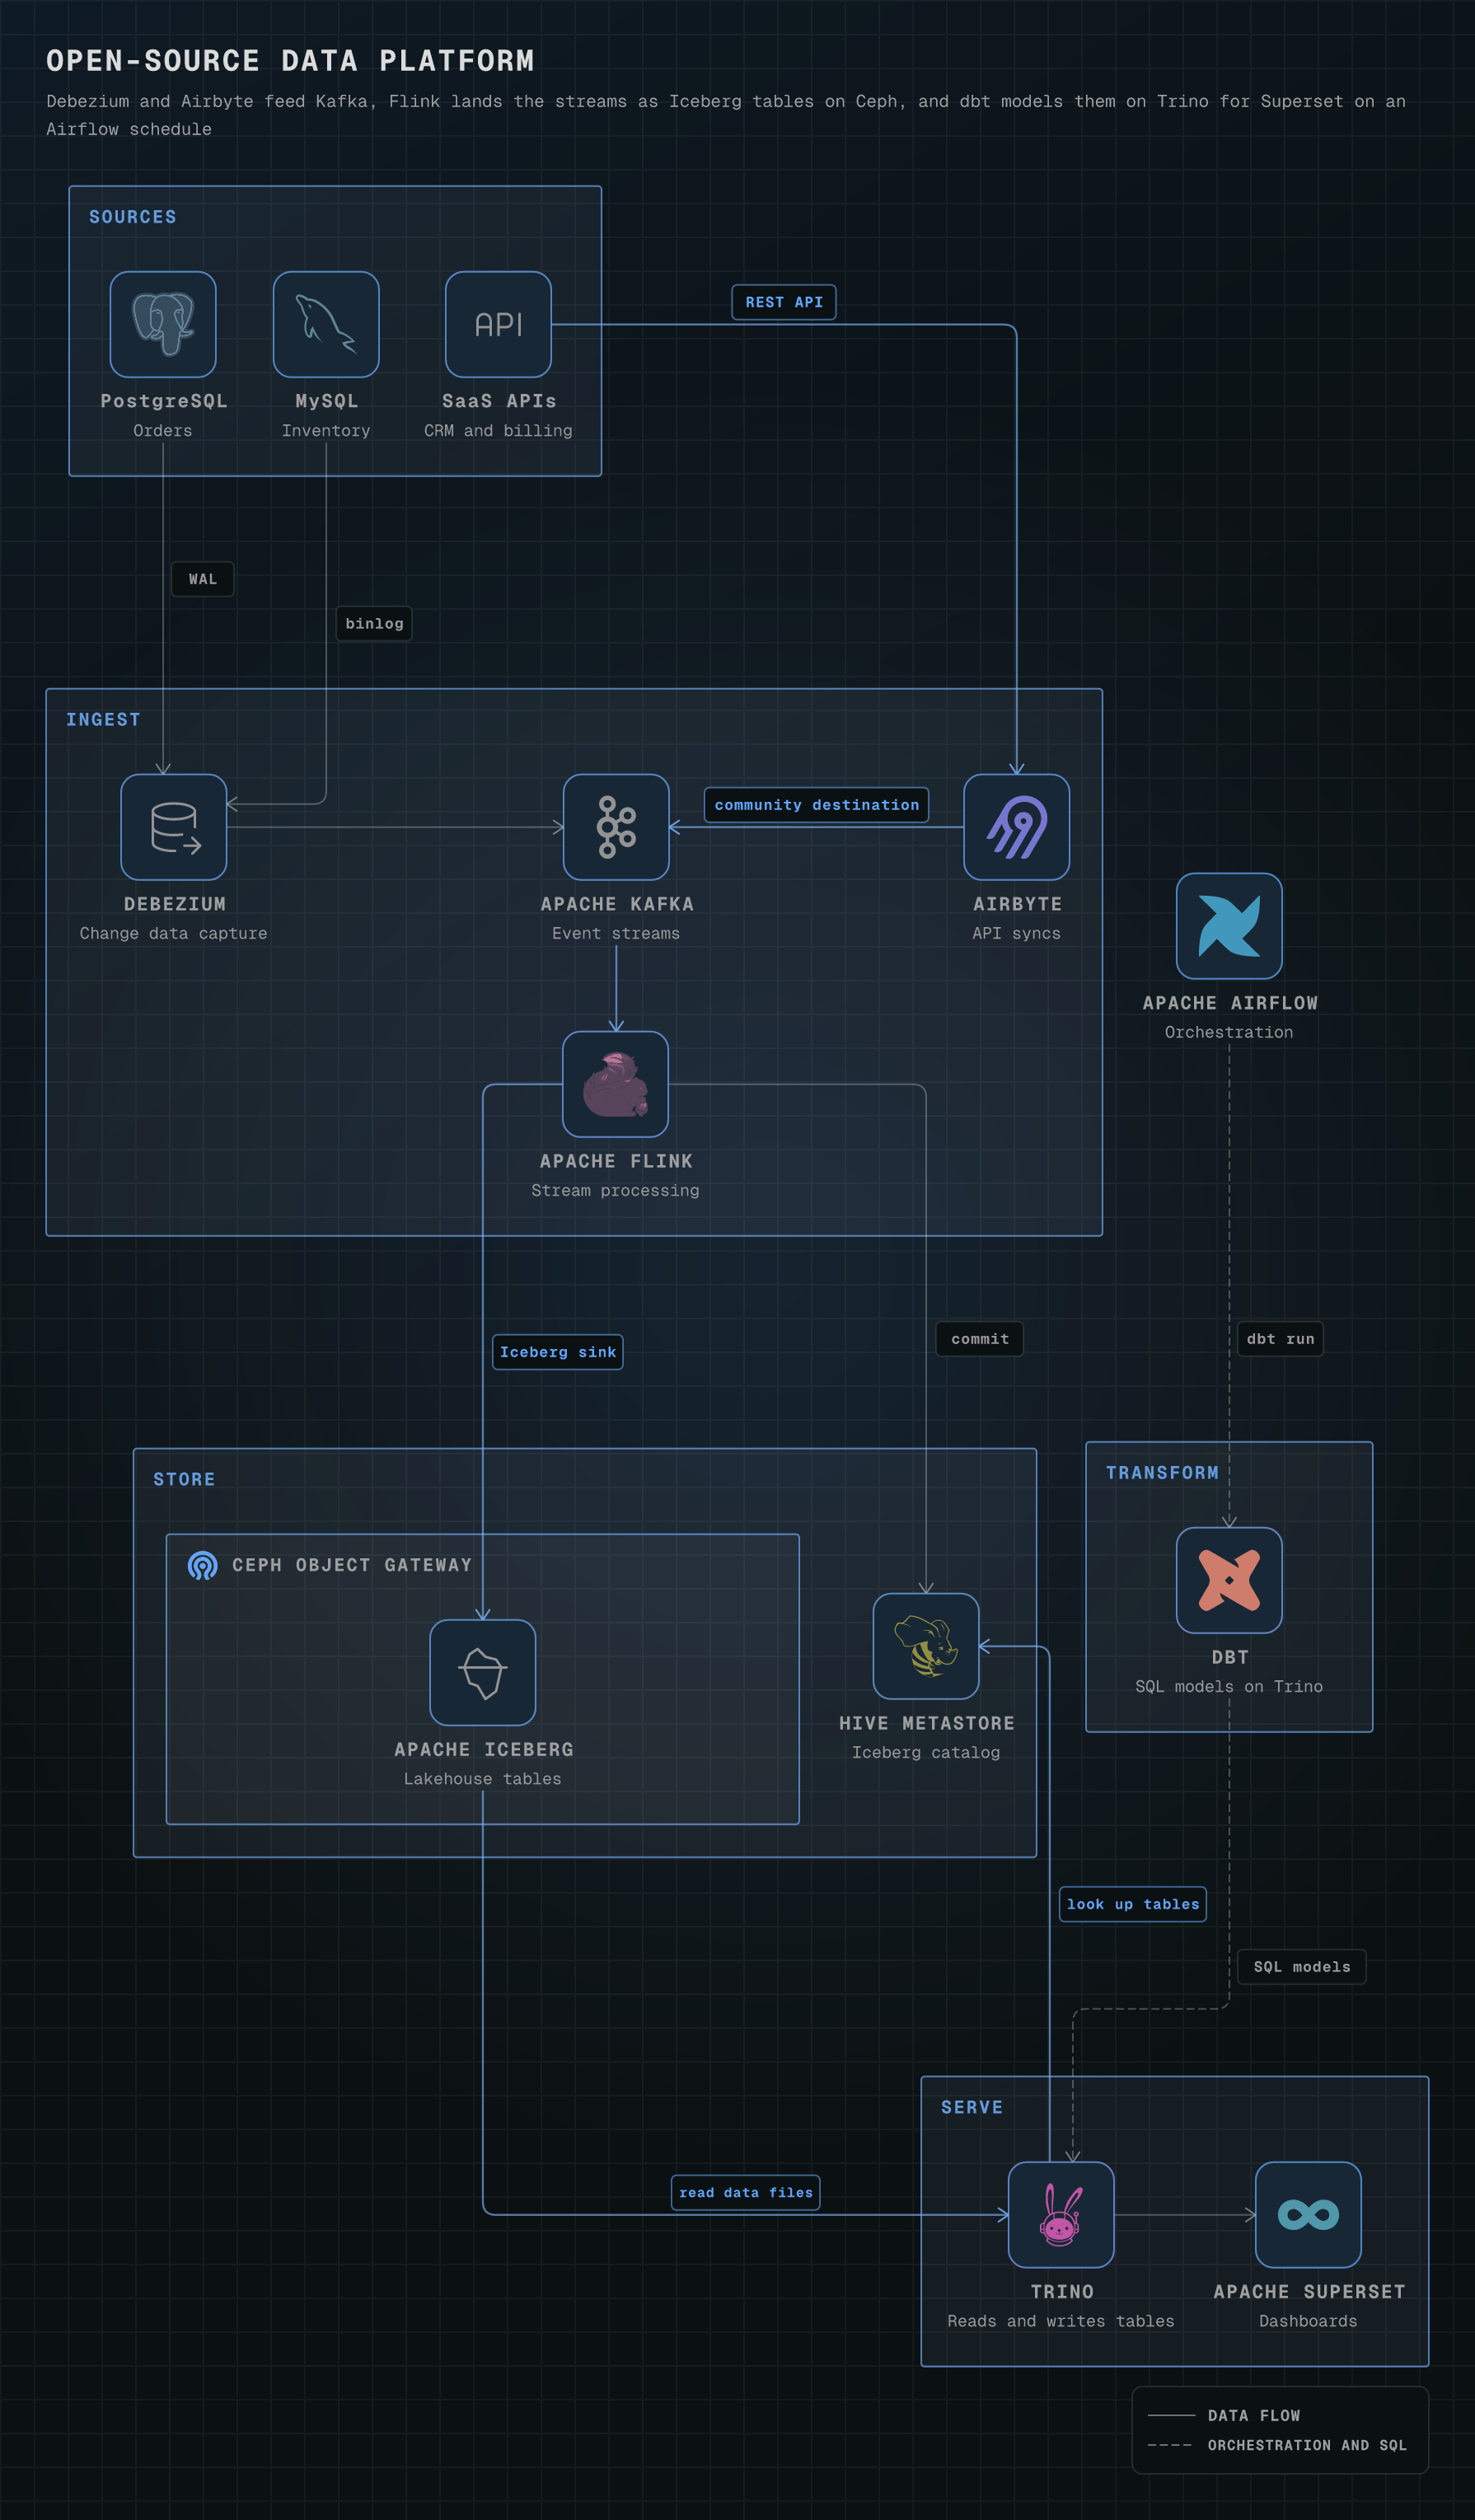 OPEN-SOURCE DATA PLATFORM
Debezium and Airbyte feed Kafka, Flink lands the streams as Iceberg tables on Ceph, and dbt models them on Trino for Superset on an
Airflow schedule
SOURCES
API
REST API
PostgreSQL
MySQL
SaaS APIs
Orders
Inventory
CRM and billing
WAL
binlog
INGEST
community destination
DEBEZIUM
APACHE KAFKA
AIRBYTE
Change data capture
Event streams
API syncs
APACHE AIRFLOW
Orchestration
APACHE FLINK
Stream processing
Iceberg sink
commit
dbt run
STORE
TRANSFORM
CEPH OBJECT GATEWAY
DBT
SQL models on Trino
HIVE METASTORE
Iceberg catalog
APACHE ICEBERG
Lakehouse tables
look up tables
SQL models
SERVE
read data files
TRINO
APACHE SUPERSET
Reads and writes tables
Dashboards
DATA FLOW
ORCHESTRATION AND SQL